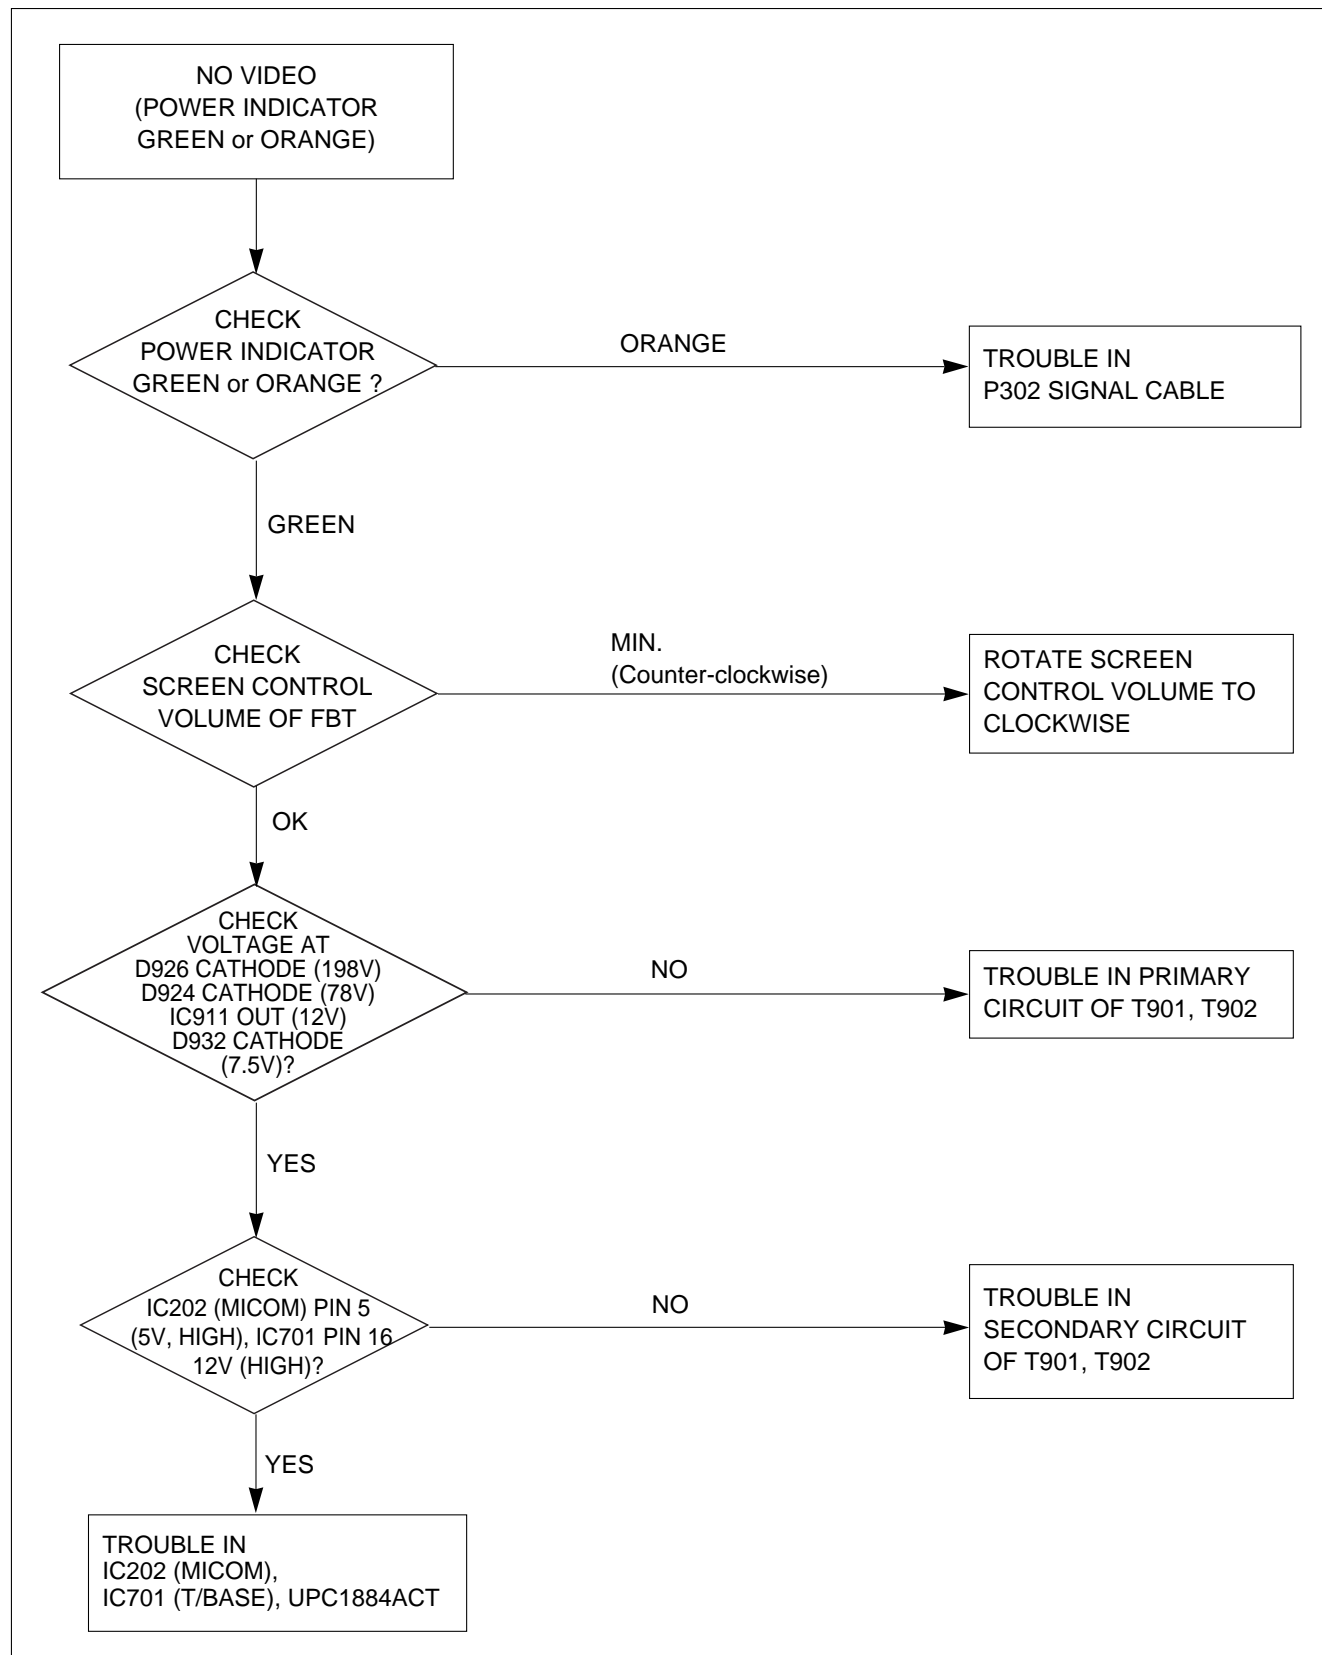 NO VIDEO
(POWER INDICATOR
GREEN or ORANGE)
CHECK
POWER INDICATOR
GREEN or ORANGE ?
ORANGE
TROUBLE IN
P302 SIGNAL CABLE
GREEN
CHECK
SCREEN CONTROL
VOLUME OF FBT
MIN.
(Counter-clockwise)
ROTATE SCREEN
CONTROL VOLUME TO
CLOCKWISE
OK
CHECK
VOLTAGE AT
D926 CATHODE (198V)
D924 CATHODE (78V)
IC911 OUT (12V)
D932 CATHODE
(7.5V)?
NO
TROUBLE IN PRIMARY
CIRCUIT OF T901, T902
YES
CHECK
IC202 (MICOM) PIN 5
(5V, HIGH), IC701 PIN 16
12V (HIGH)?
NO
TROUBLE IN
SECONDARY CIRCUIT
OF T901, T902
YES
TROUBLE IN
IC202 (MICOM),
IC701 (T/BASE), UPC1884ACT